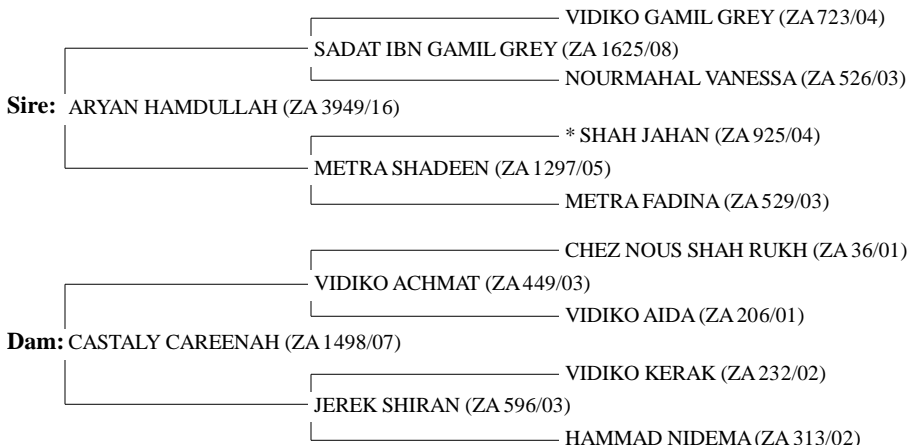 VIDIKO GAMIL GREY (ZA 723/04)
SADAT IBN GAMIL GREY (ZA 1625/08)
NOURMAHAL VANESSA (ZA 526/03)
Sire: ARYAN HAMDULLAH (ZA 3949/16)
* SHAH JAHAN (ZA 925/04)
METRA SHADEEN (ZA 1297/05)
METRA FADINA (ZA 529/03)
CHEZ NOUS SHAH RUKH (ZA 36/01)
VIDIKO ACHMAT (ZA 449/03)
VIDIKO AIDA (ZA 206/01)
Dam: CASTALY CAREENAH (ZA 1498/07)
VIDIKO KERAK (ZA 232/02)
JEREK SHIRAN (ZA 596/03)
HAMMAD NIDEMA (ZA 313/02)